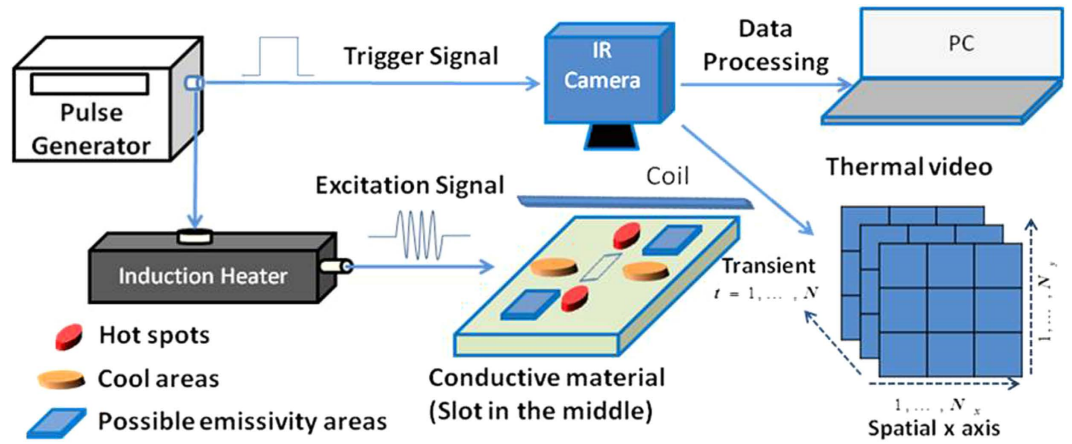 Pulse
Generator
Trigger Signal
IR
Camera
Data
Processing
PC
Induction Heater
Excitation Signal
Coil
Thermal video
Transient
t = 1, ... , N
1, ... , N y
1, ... , N x
Spatial x axis
Hot spots
Cool areas
Possible emissivity areas
Conductive material
(Slot in the middle)